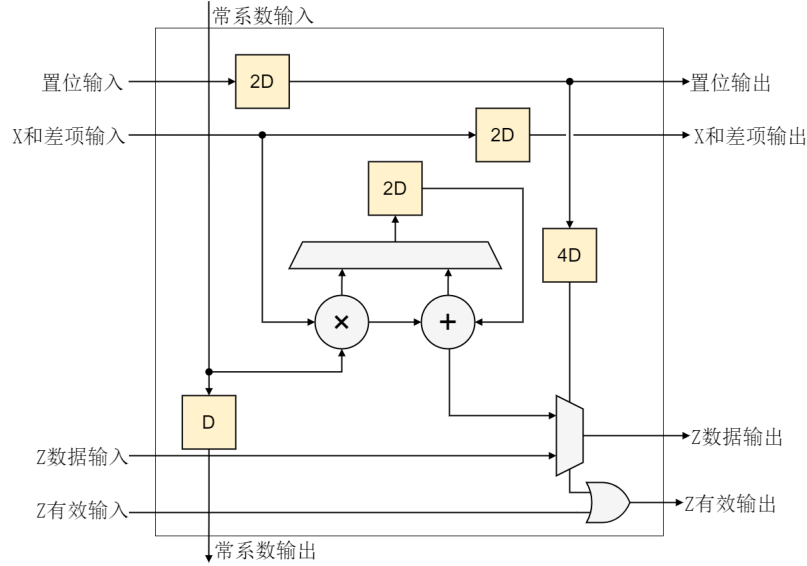 常系数输入
置位输入
2D
置位输出
X和差项输入
2D
X和差项输出
2D
4D
×
+
D
Z数据输入
Z数据输出
Z有效输入
Z有效输出
常系数输出